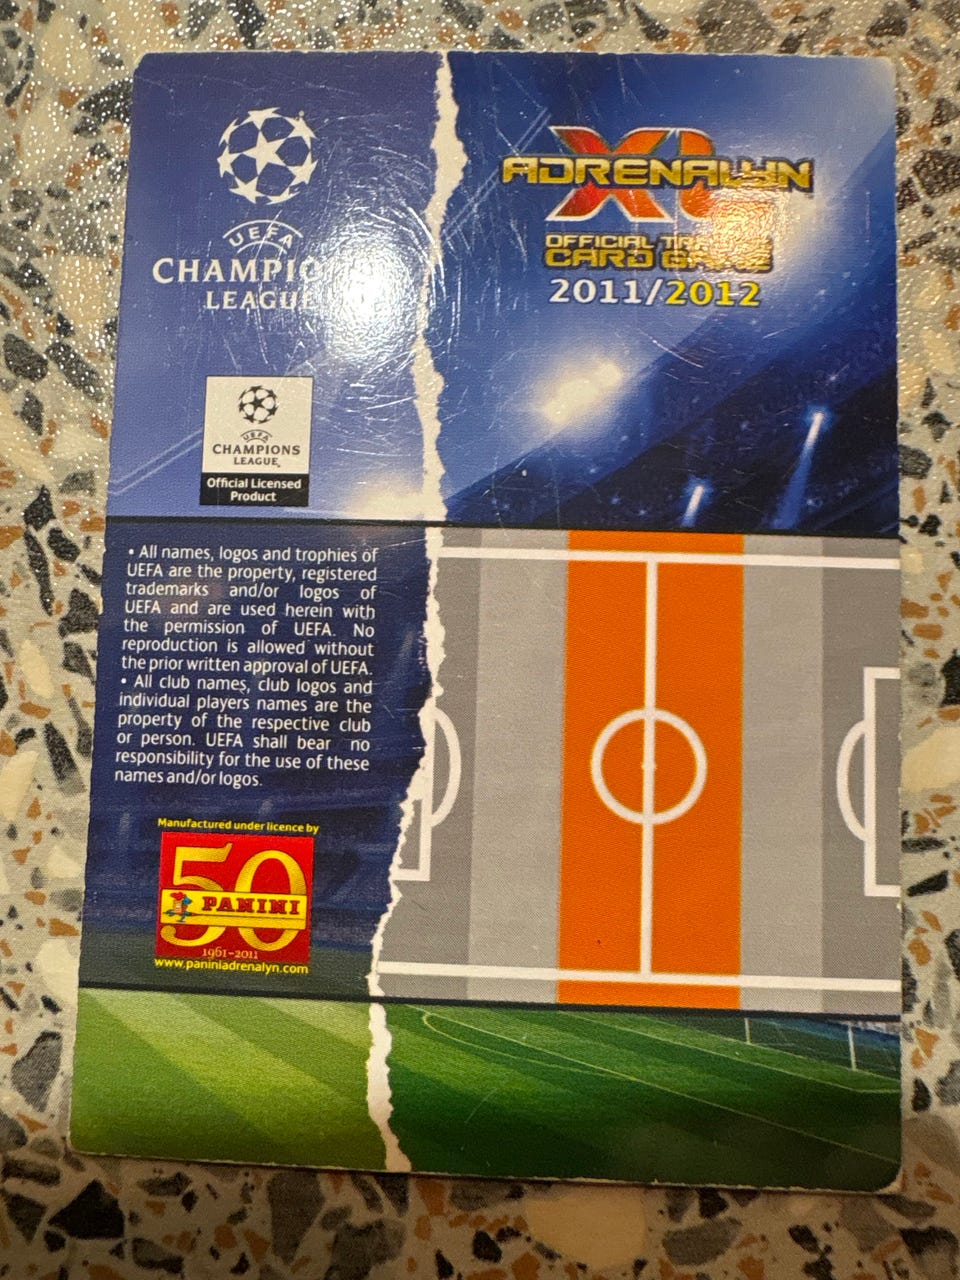 UEFA
CHAMPIO
LEAGUE
ADRENALYN
XL
OFFICIAL TRADING
CARD GAME
2011/2012
UEFA
CHAMPIONS
LEAGUE
Official Licensed
Product
• All names, logos and trophies of
UEFA are the property, registered
trademarks and/or logos of
UEFA and are used herein with
the permission of UEFA. No
reproduction is allowed without
the prior written approval of UEFA.
• All club names, club logos and
individual players names are the
property of the respective club
or person. UEFA shall bear no
responsibility for the use of these
names and/or logos.
Manufactured under licence by
50
PANINI
1961-2011
www.paniniadrenalyn.com